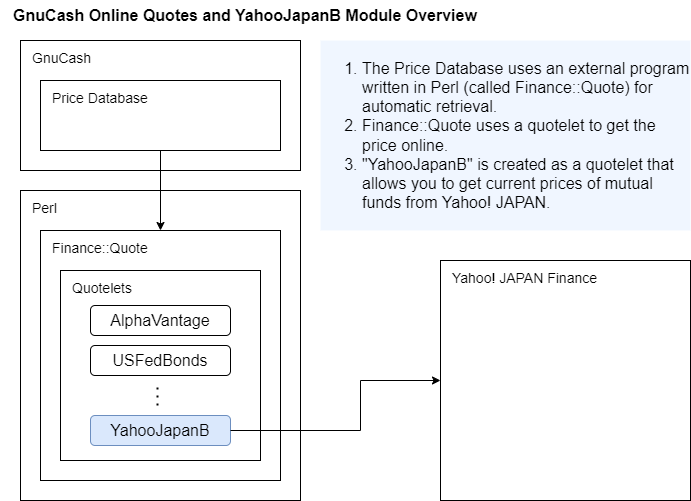 GnuCash Online Quotes and YahooJapanB Module Overview
GnuCash
Price Database
1. The Price Database uses an external program
written in Perl (called Finance::Quote) for
automatic retrieval.
2. Finance::Quote uses a quotelet to get the
price online.
3. "YahooJapanB" is created as a quotelet that
allows you to get current prices of mutual
funds from Yahoo! JAPAN.
Perl
Finance::Quote
Quotelets
AlphaVantage
USFedBonds
⋮
YahooJapanB
Yahoo! JAPAN Finance